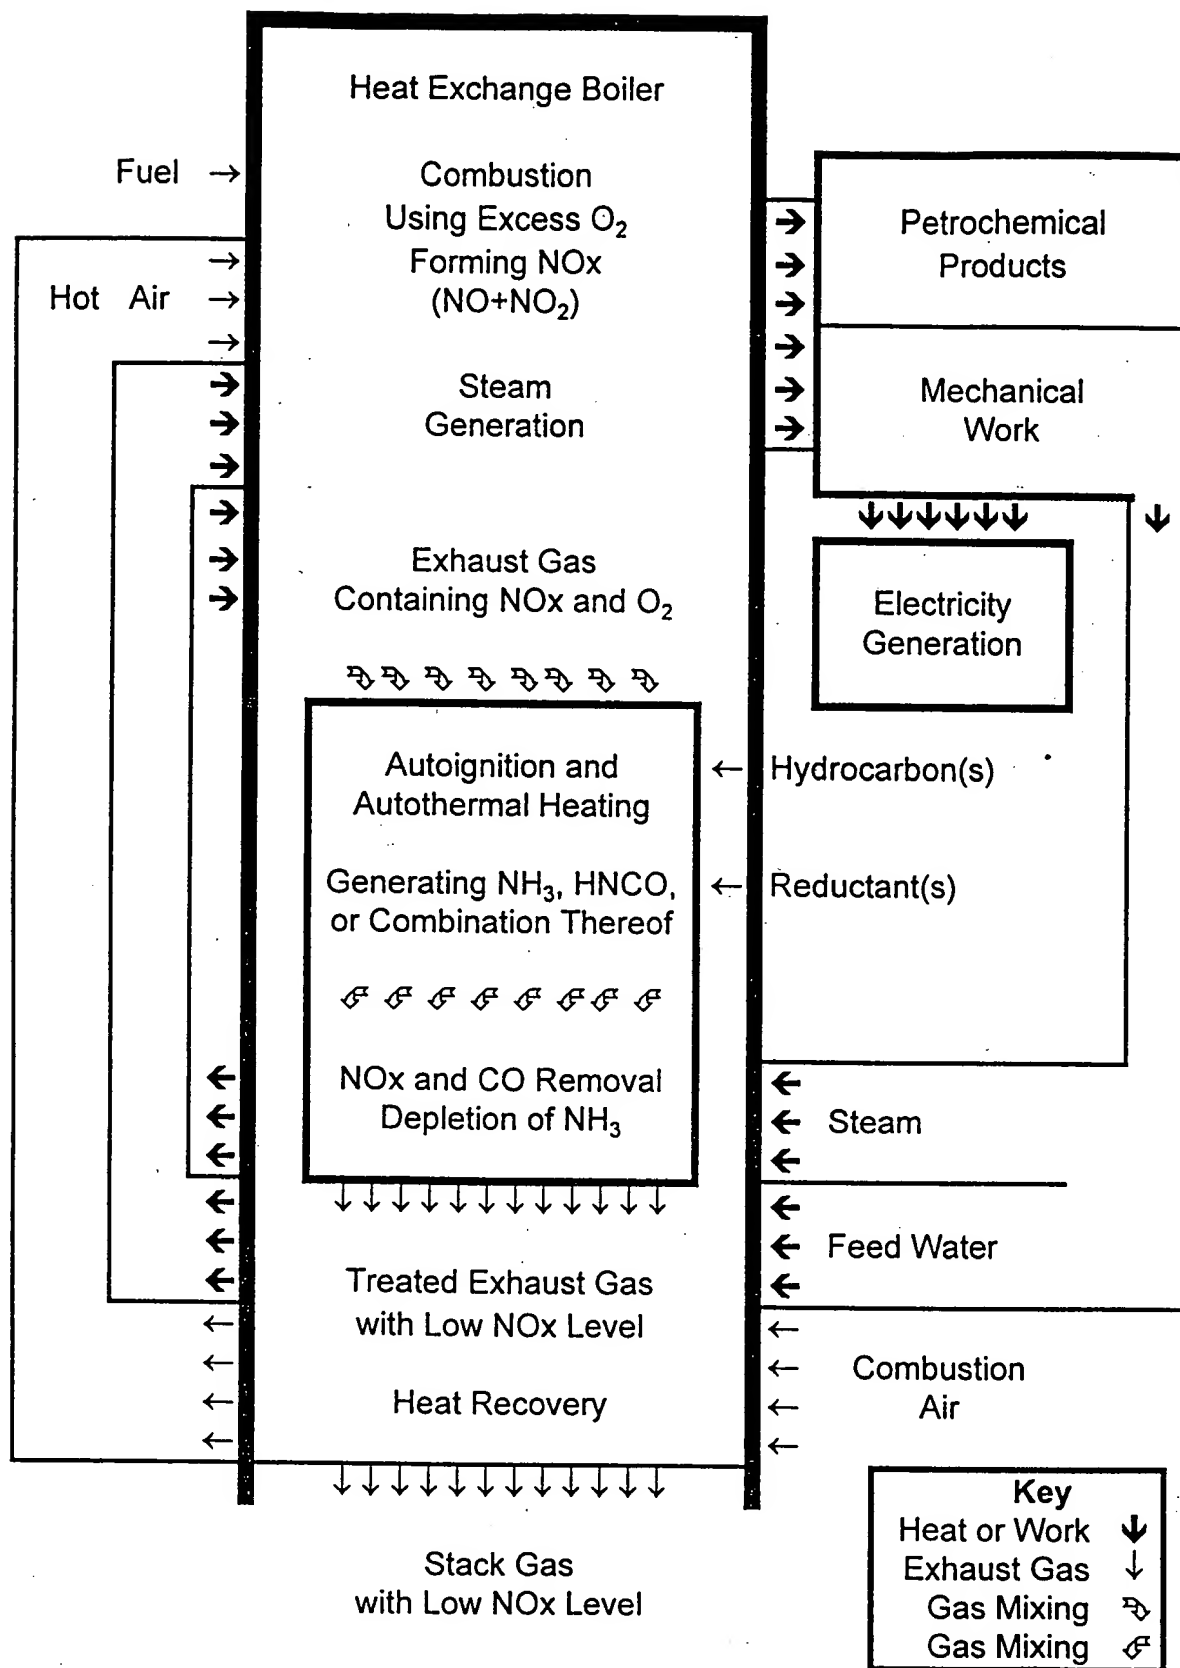 Heat Exchange Boiler
Fuel →
Combustion
Using Excess O₂
Forming NOx
(NO+NO₂)
Hot Air →
Steam
Generation
Exhaust Gas
Containing NOx and O₂
Petrochemical
Products
Mechanical
Work
Electricity
Generation
Autoignition and
Autothermal Heating
← Hydrocarbon(s)
Generating NH₃, HNCO,
or Combination Thereof
← Reductant(s)
NOx and CO Removal
Depletion of NH₃
Steam
Feed Water
Treated Exhaust Gas
with Low NOx Level
Combustion
Air
Heat Recovery
Stack Gas
with Low NOx Level
Key
Heat or Work
Exhaust Gas
Gas Mixing
Gas Mixing